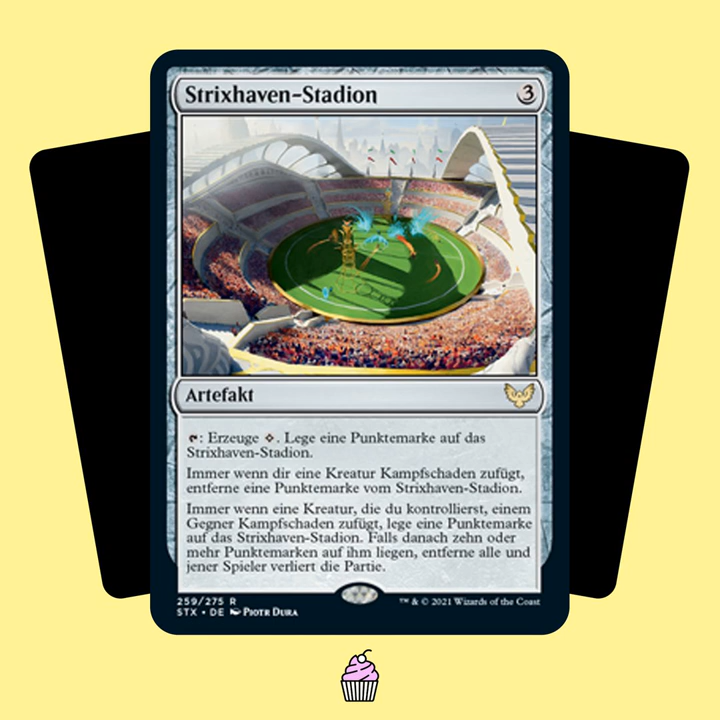 Strixhaven-Stadion 3
Artefakt
: Erzeuge . Lege eine Punktemarke auf das
Strixhaven-Stadion.
Immer wenn dir eine Kreatur Kampfschaden zufügt,
entferne eine Punktemarke vom Strixhaven-Stadion.
Immer wenn eine Kreatur, die du kontrollierst, einem
Gegner Kampfschaden zufügt, lege eine Punktemarke
auf das Strixhaven-Stadion. Falls danach zehn oder
mehr Punktemarken auf ihm liegen, entferne alle und
jener Spieler verliert die Partie.
259/275 R ™ & © 2021 Wizards of the Coast
STX • DE Piotr Dura